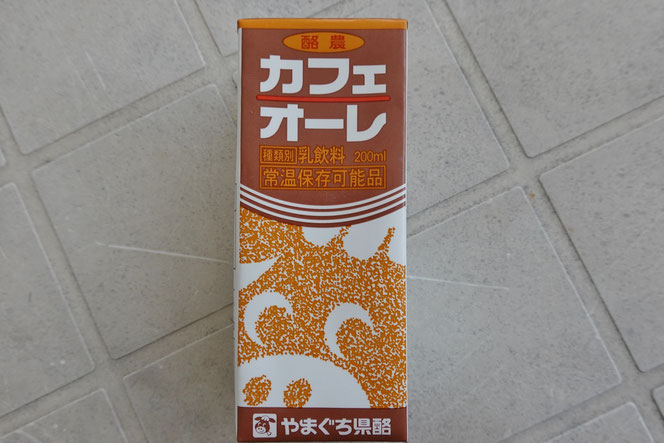 酪農
カフェ
オーレ
種類別 乳飲料 200ml
常温保存可能品
やまぐち県酪